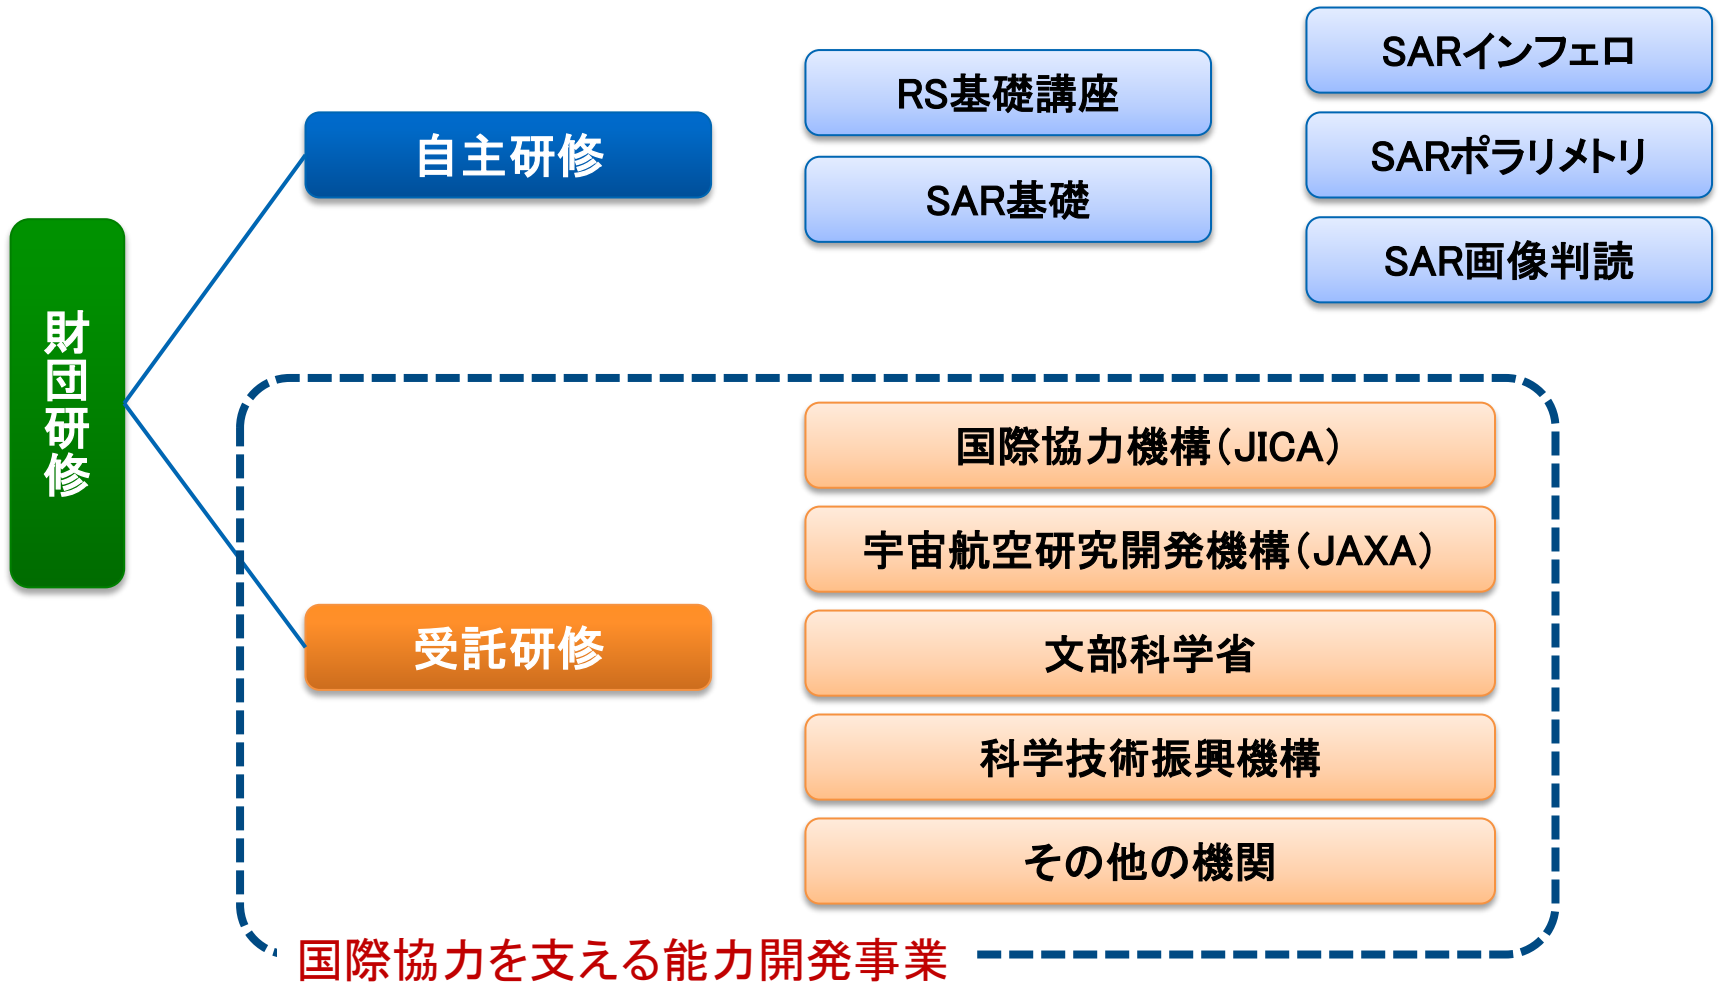 財団研修
自主研修
RS基礎講座
SAR基礎
SARインフェロ
SARポラリメトリ
SAR画像判読
受託研修
国際協力機構（JICA）
宇宙航空研究開発機構（JAXA）
文部科学省
科学技術振興機構
その他の機関
国際協力を支える能力開発事業